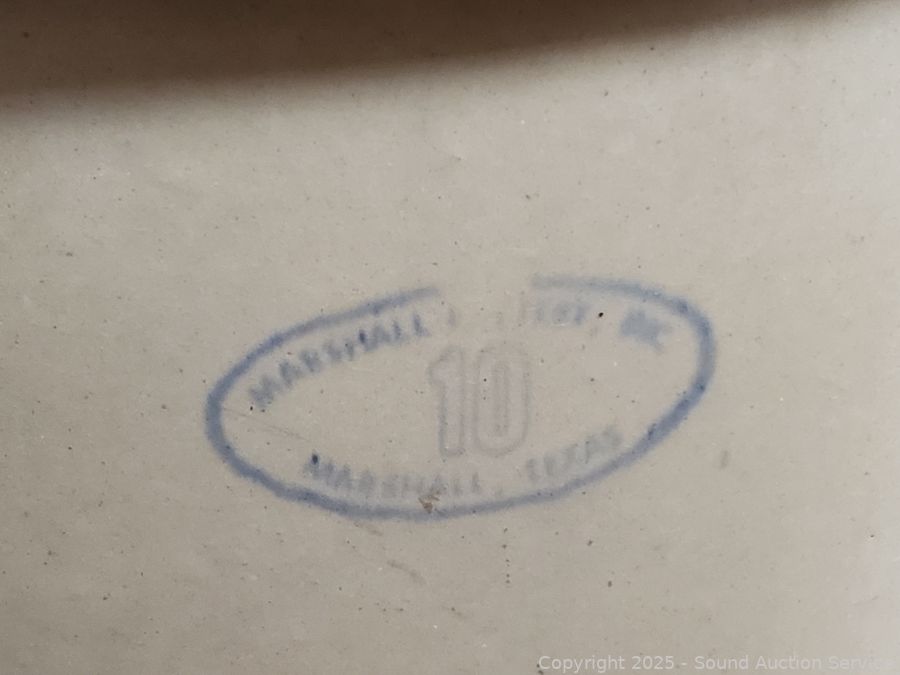 MARSHALL
10
MARSHALL, TEXAS
Copyright 2025 - Sound Auction Service